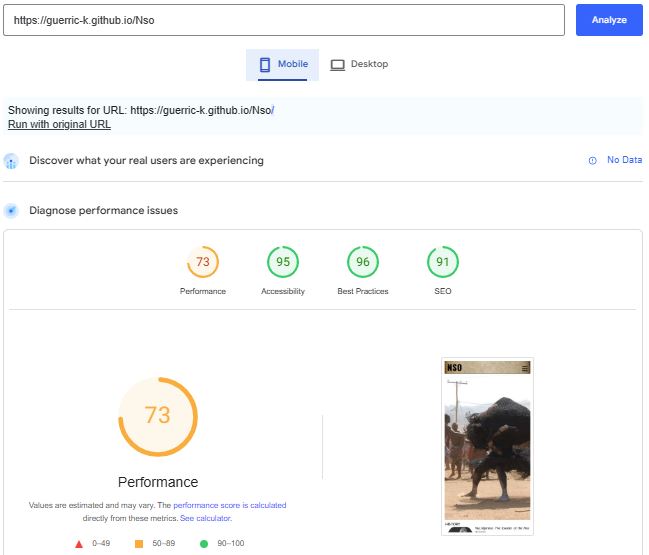 https://guerric-k.github.io/Nso
Analyze
Mobile
Desktop
Showing results for URL: https://guerric-k.github.io/Nso/
Run with original URL
Discover what your real users are experiencing
No Data
Diagnose performance issues
73
95
96
91
Performance
Accessibility
Best Practices
SEO
73
NSO
Performance
Values are estimated and may vary. The performance score is calculated
directly from these metrics. See calculator.
HISTORY
0–49
50–89
90–100